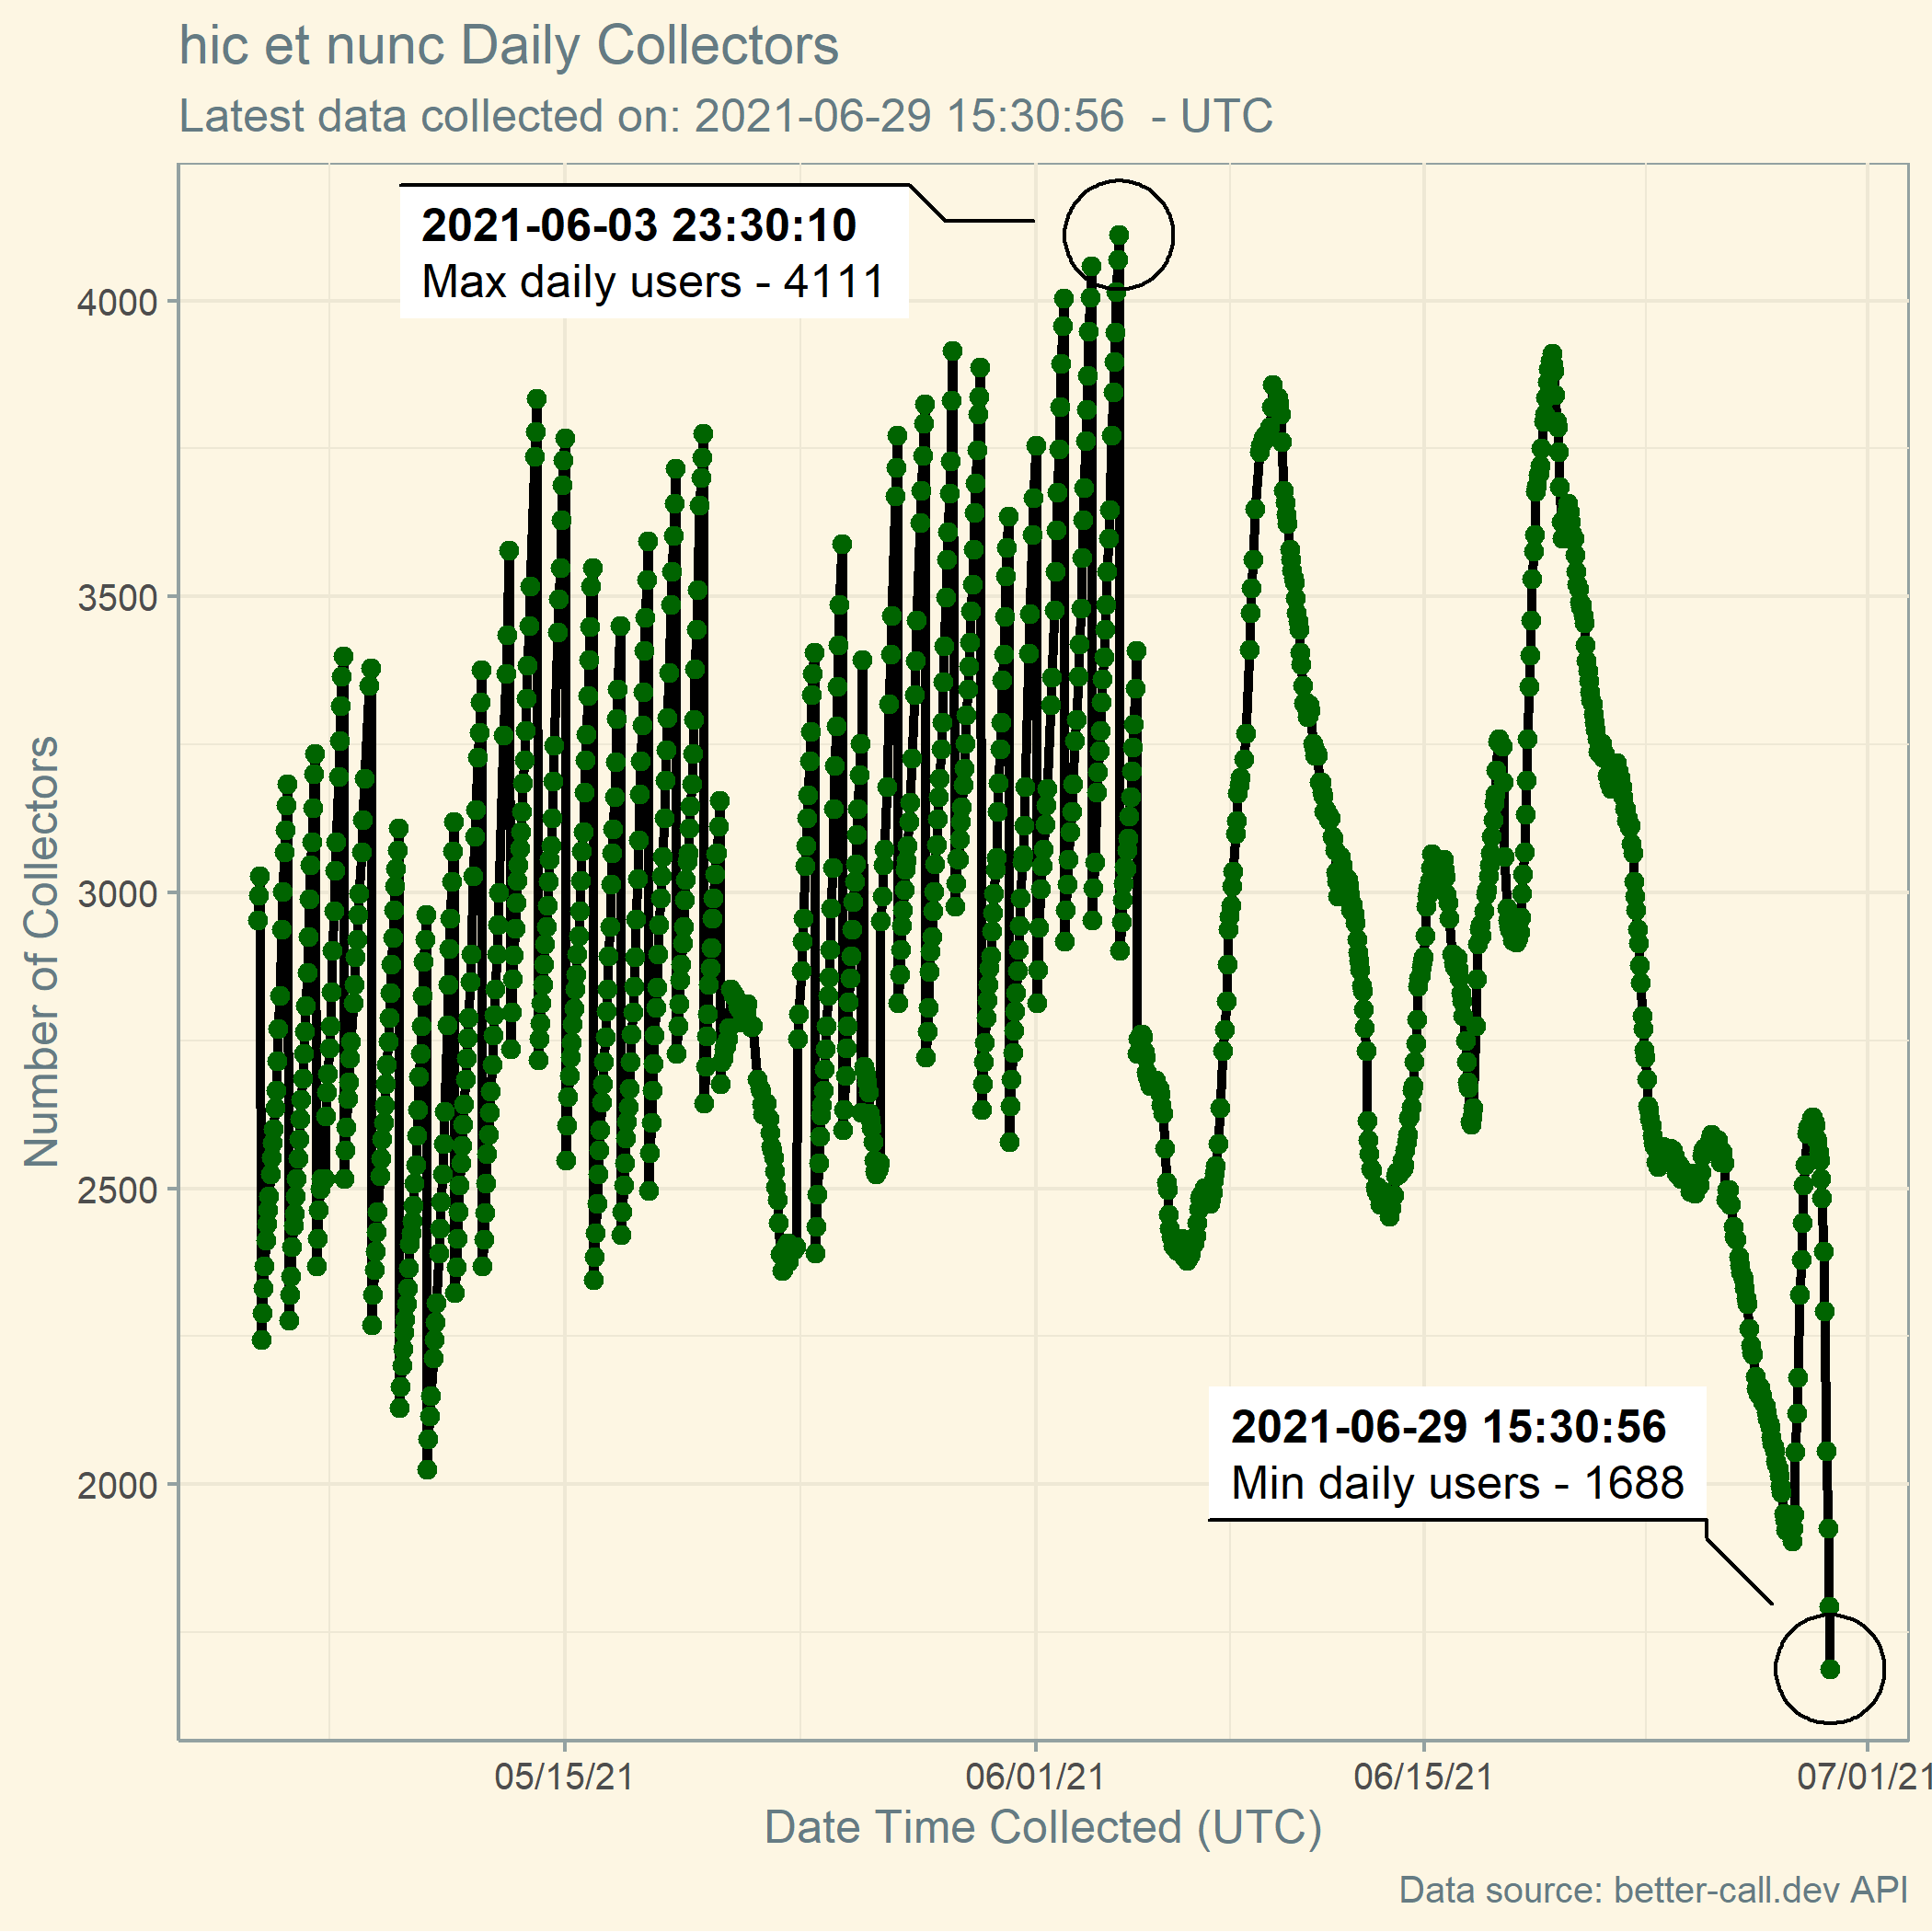 hic et nunc Daily Collectors
Latest data collected on: 2021-06-29 15:30:56  - UTC
2021-06-03 23:30:10
Max daily users - 4111
4000
3500
3000
2500
2000
Number of Collectors
2021-06-29 15:30:56
Min daily users - 1688
05/15/21
06/01/21
06/15/21
07/01/21
Date Time Collected (UTC)
Data source: better-call.dev API